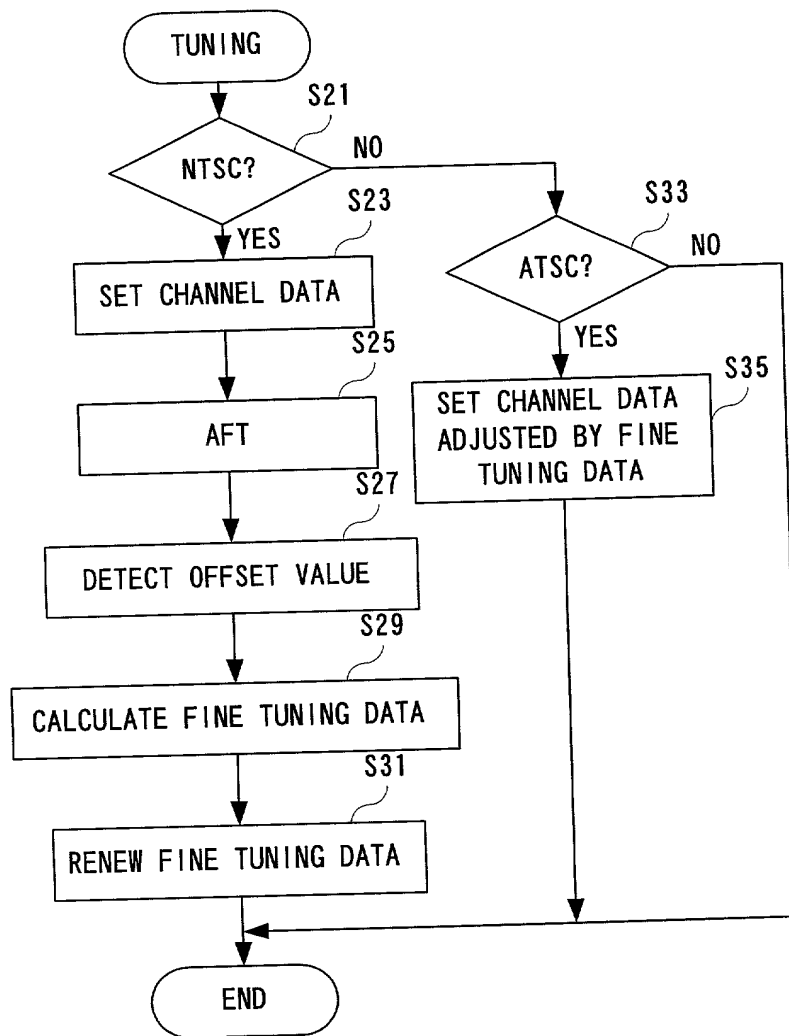 TUNING
S21
NTSC?
NO
YES
S23
SET CHANNEL DATA
S25
AFT
S27
DETECT OFFSET VALUE
S29
CALCULATE FINE TUNING DATA
S31
RENEW FINE TUNING DATA
S33
ATSC?
NO
YES
S35
SET CHANNEL DATA
ADJUSTED BY FINE
TUNING DATA
END